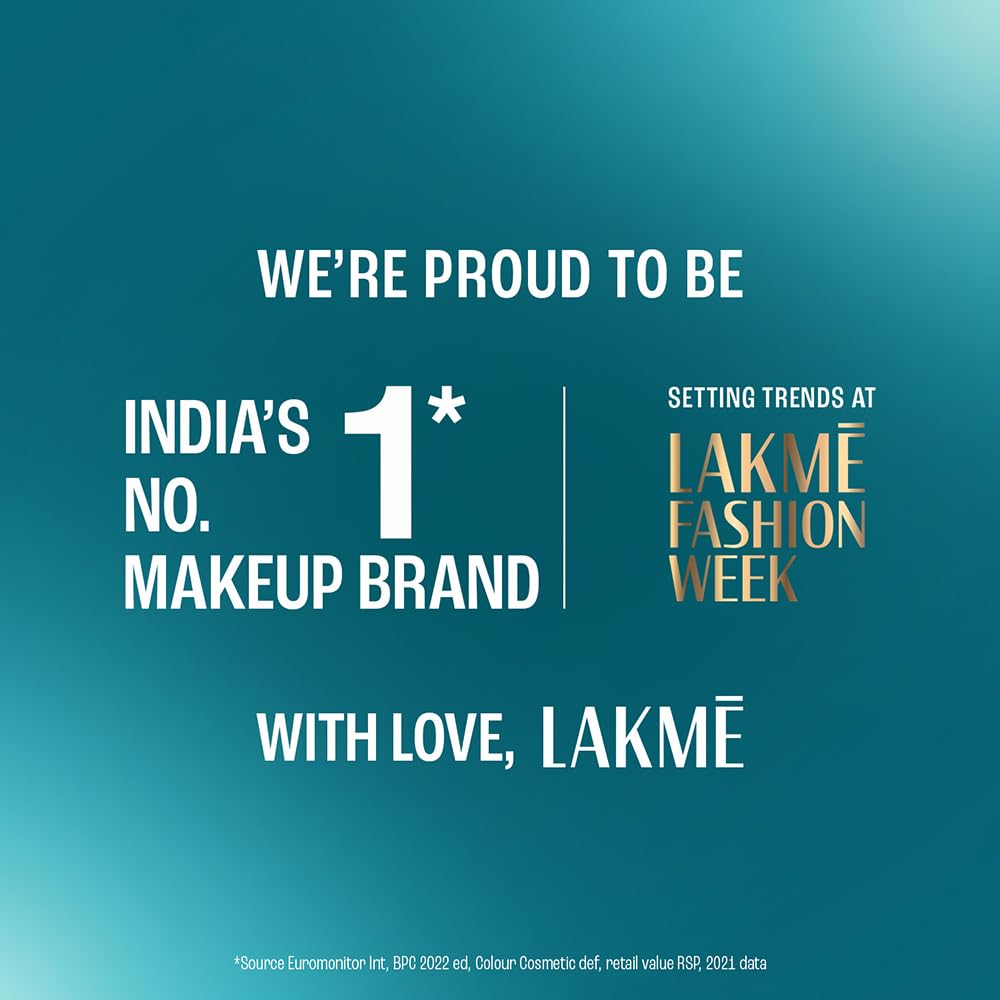 WE'RE PROUD TO BE
INDIA'S
NO. 1*
MAKEUP BRAND
SETTING TRENDS AT
LAKMĒ
FASHION
WEEK
WITH LOVE, LAKMĒ
*Source Euromonitor Int, BPC 2022 ed, Colour Cosmetic def, retail value RSP, 2021 data